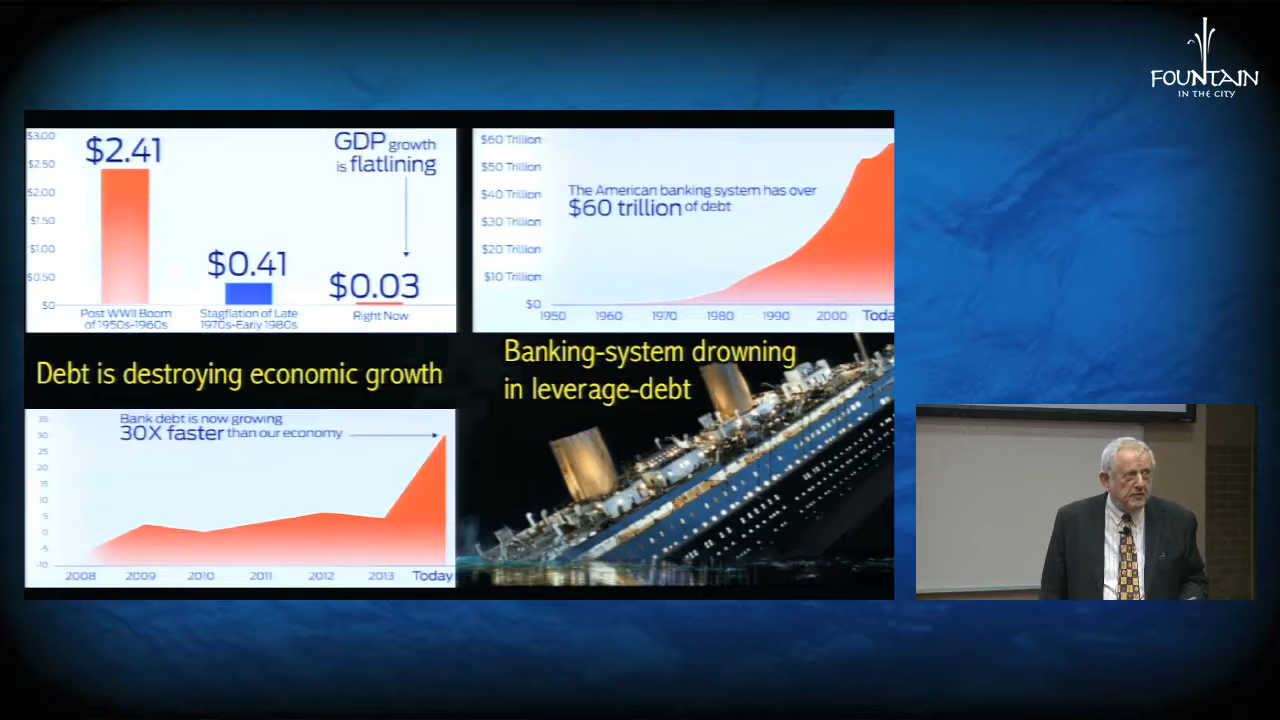 FOUNTAIN
IN THE CITY
$3.00
$2.50
$2.00
$1.50
$1.00
$0.50
$0
$2.41
$0.41
$0.03
GDP growth
is flatlining
Post WWII Boom
of 1950s-1960s
Stagflation of Late
1970s-Early 1980s
Right Now
$60 Trillion
$50 Trillion
$40 Trillion
$30 Trillion
$20 Trillion
$10 Trillion
$0
The American banking system has over
$60 trillion of debt
1950 1960 1970 1980 1990 2000 Toda
Debt is destroying economic growth
Banking-system drowning
in leverage-debt
Bank debt is now growing
30X faster than our economy
35
30
25
20
15
10
5
0
-5
-10
2008 2009 2010 2011 2012 2013 Today